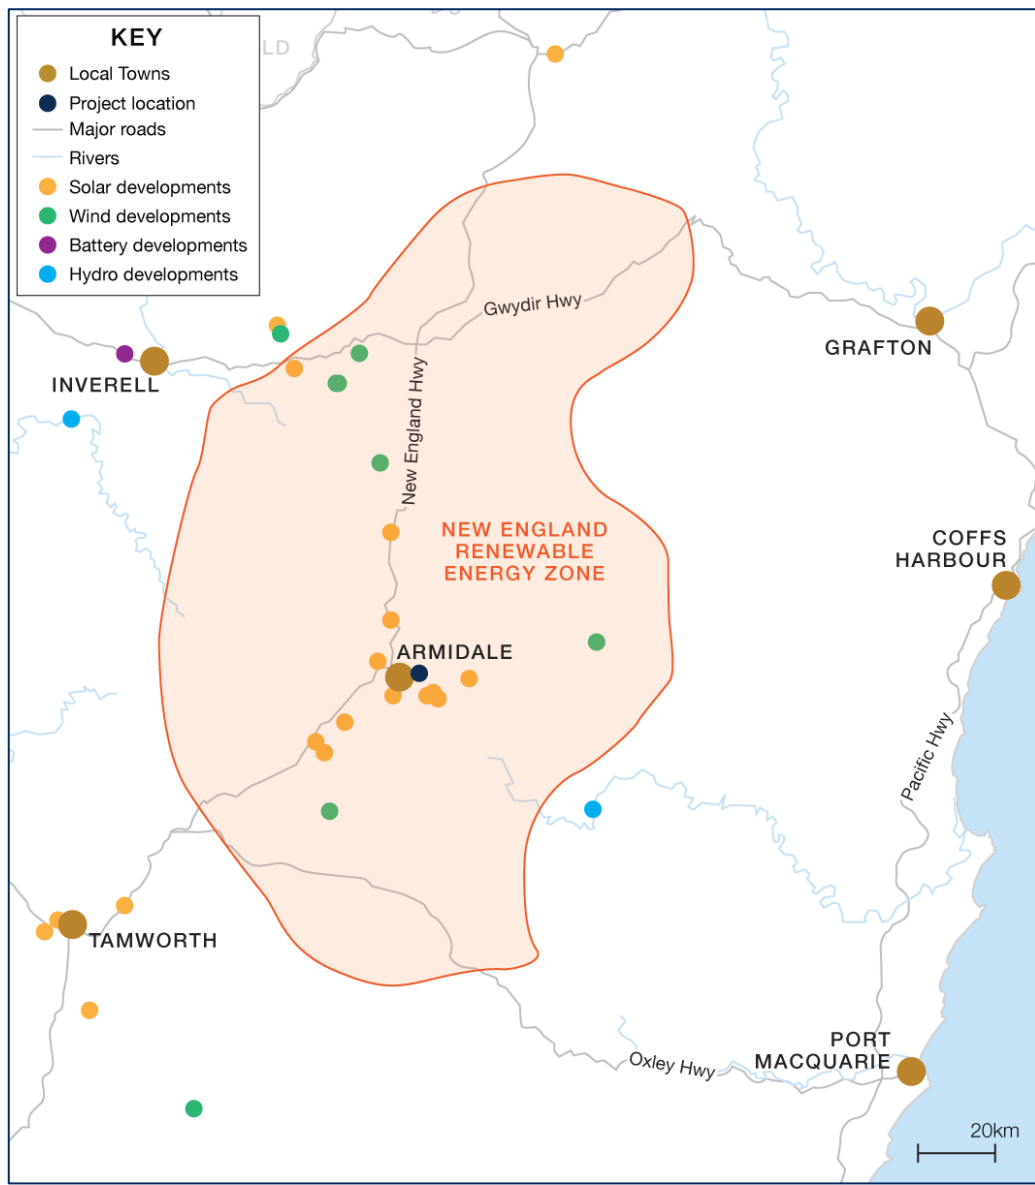 KEY
Local Towns
Project location
Major roads
Rivers
Solar developments
Wind developments
Battery developments
Hydro developments
LD
Gwydir Hwy
GRAFTON
INVERELL
New England Hwy
NEW ENGLAND
RENEWABLE
ENERGY ZONE
COFFS
HARBOUR
ARMIDALE
Pacific Hwy
TAMWORTH
PORT
MACQUARIE
Oxley Hwy
20km